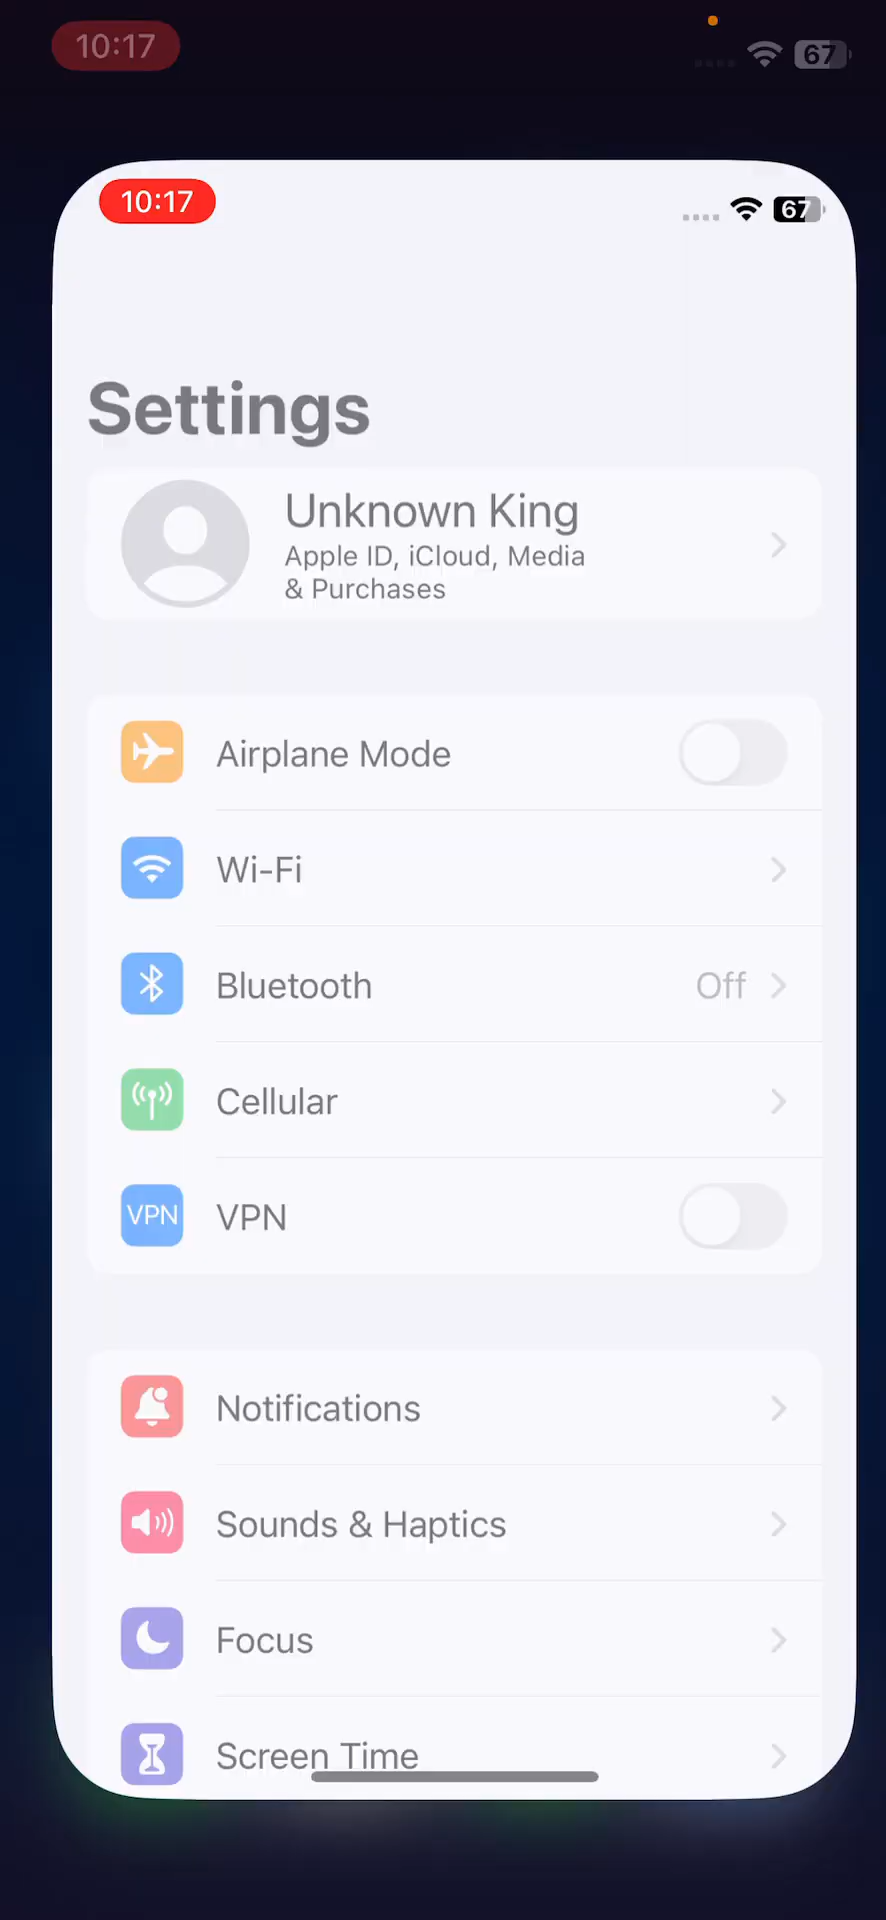 10:17
67
10:17
67
Settings
Unknown King
Apple ID, iCloud, Media
& Purchases
Airplane Mode
Wi-Fi
Bluetooth Off
Cellular
VPN VPN
Notifications
Sounds & Haptics
Focus
Screen Time